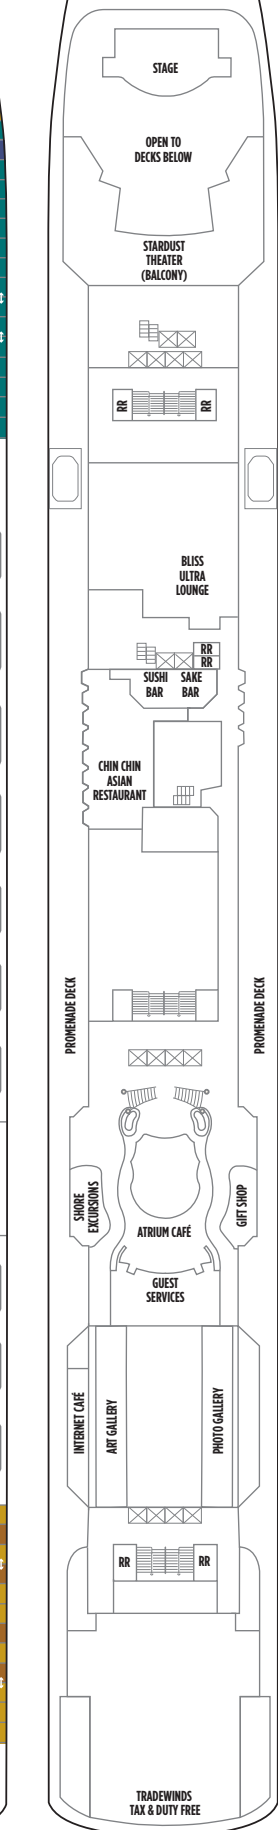 STAGE
OPEN TO
DECKS BELOW
STARDUST
THEATER
(BALCONY)
RR
RR
BLISS
ULTRA
LOUNGE
RR
RR
SUSHI
BAR
SAKE
BAR
CHIN CHIN
ASIAN
RESTAURANT
PROMENADE DECK
PROMENADE DECK
SHORE
EXCURSIONS
GIFT SHOP
ATRIUM CAFÉ
GUEST
SERVICES
INTERNET CAFÉ
ART GALLERY
PHOTO GALLERY
RR
RR
TRADEWINDS
TAX & DUTY FREE